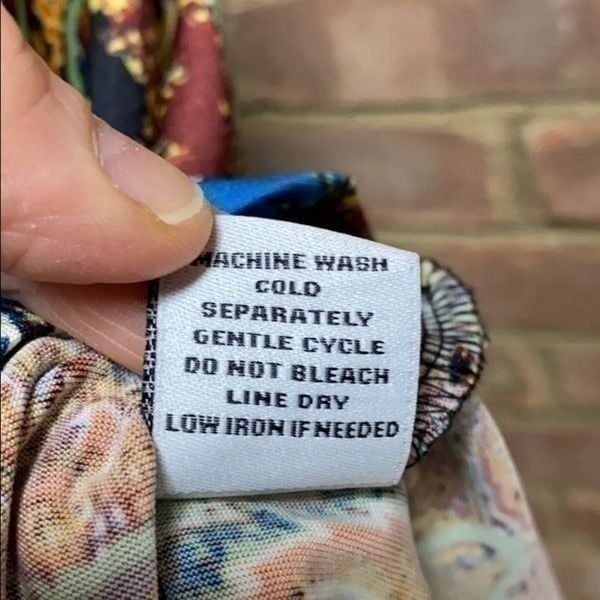 MACHINE WASH
COLD
SEPARATELY
GENTLE CYCLE
DO NOT BLEACH
LINE DRY
LOW IRON IF NEEDED